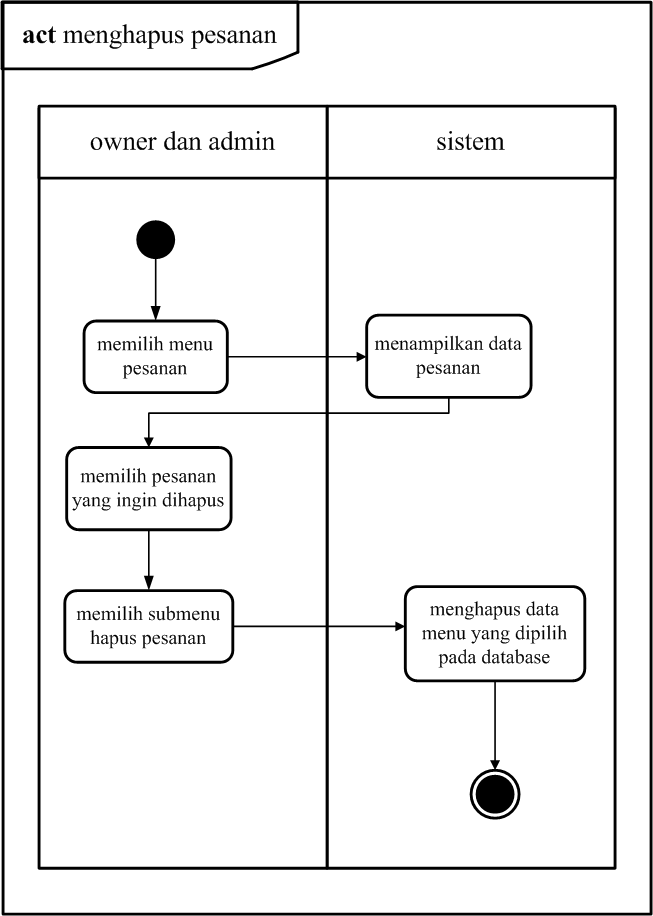 act menghapus pesanan
owner dan admin
sistem
memilih menu
pesanan
menampilkan data
pesanan
memilih pesanan
yang ingin dihapus
memilih submenu
hapus pesanan
menghapus data
menu yang dipilih
pada database